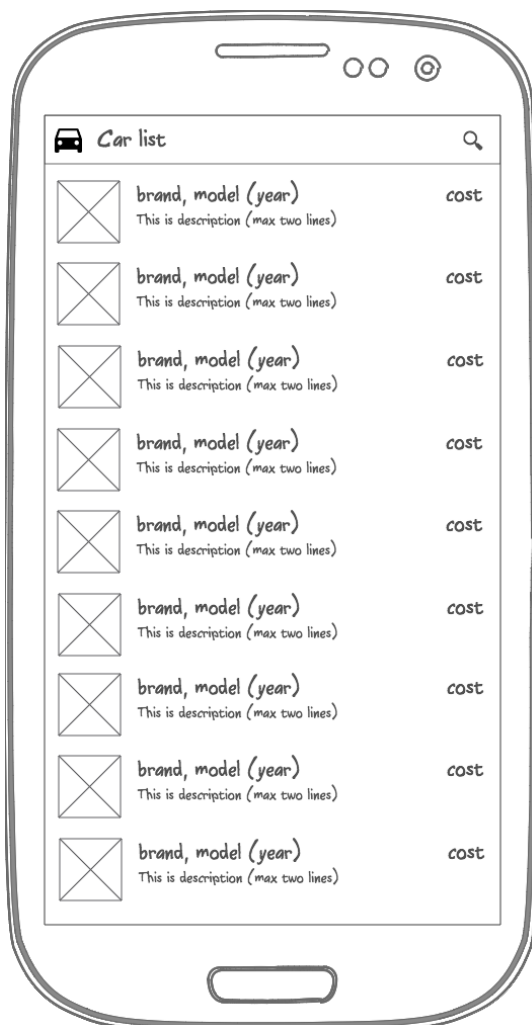 Car list
brand, model (year) cost
This is description (max two lines)
brand, model (year) cost
This is description (max two lines)
brand, model (year) cost
This is description (max two lines)
brand, model (year) cost
This is description (max two lines)
brand, model (year) cost
This is description (max two lines)
brand, model (year) cost
This is description (max two lines)
brand, model (year) cost
This is description (max two lines)
brand, model (year) cost
This is description (max two lines)
brand, model (year) cost
This is description (max two lines)